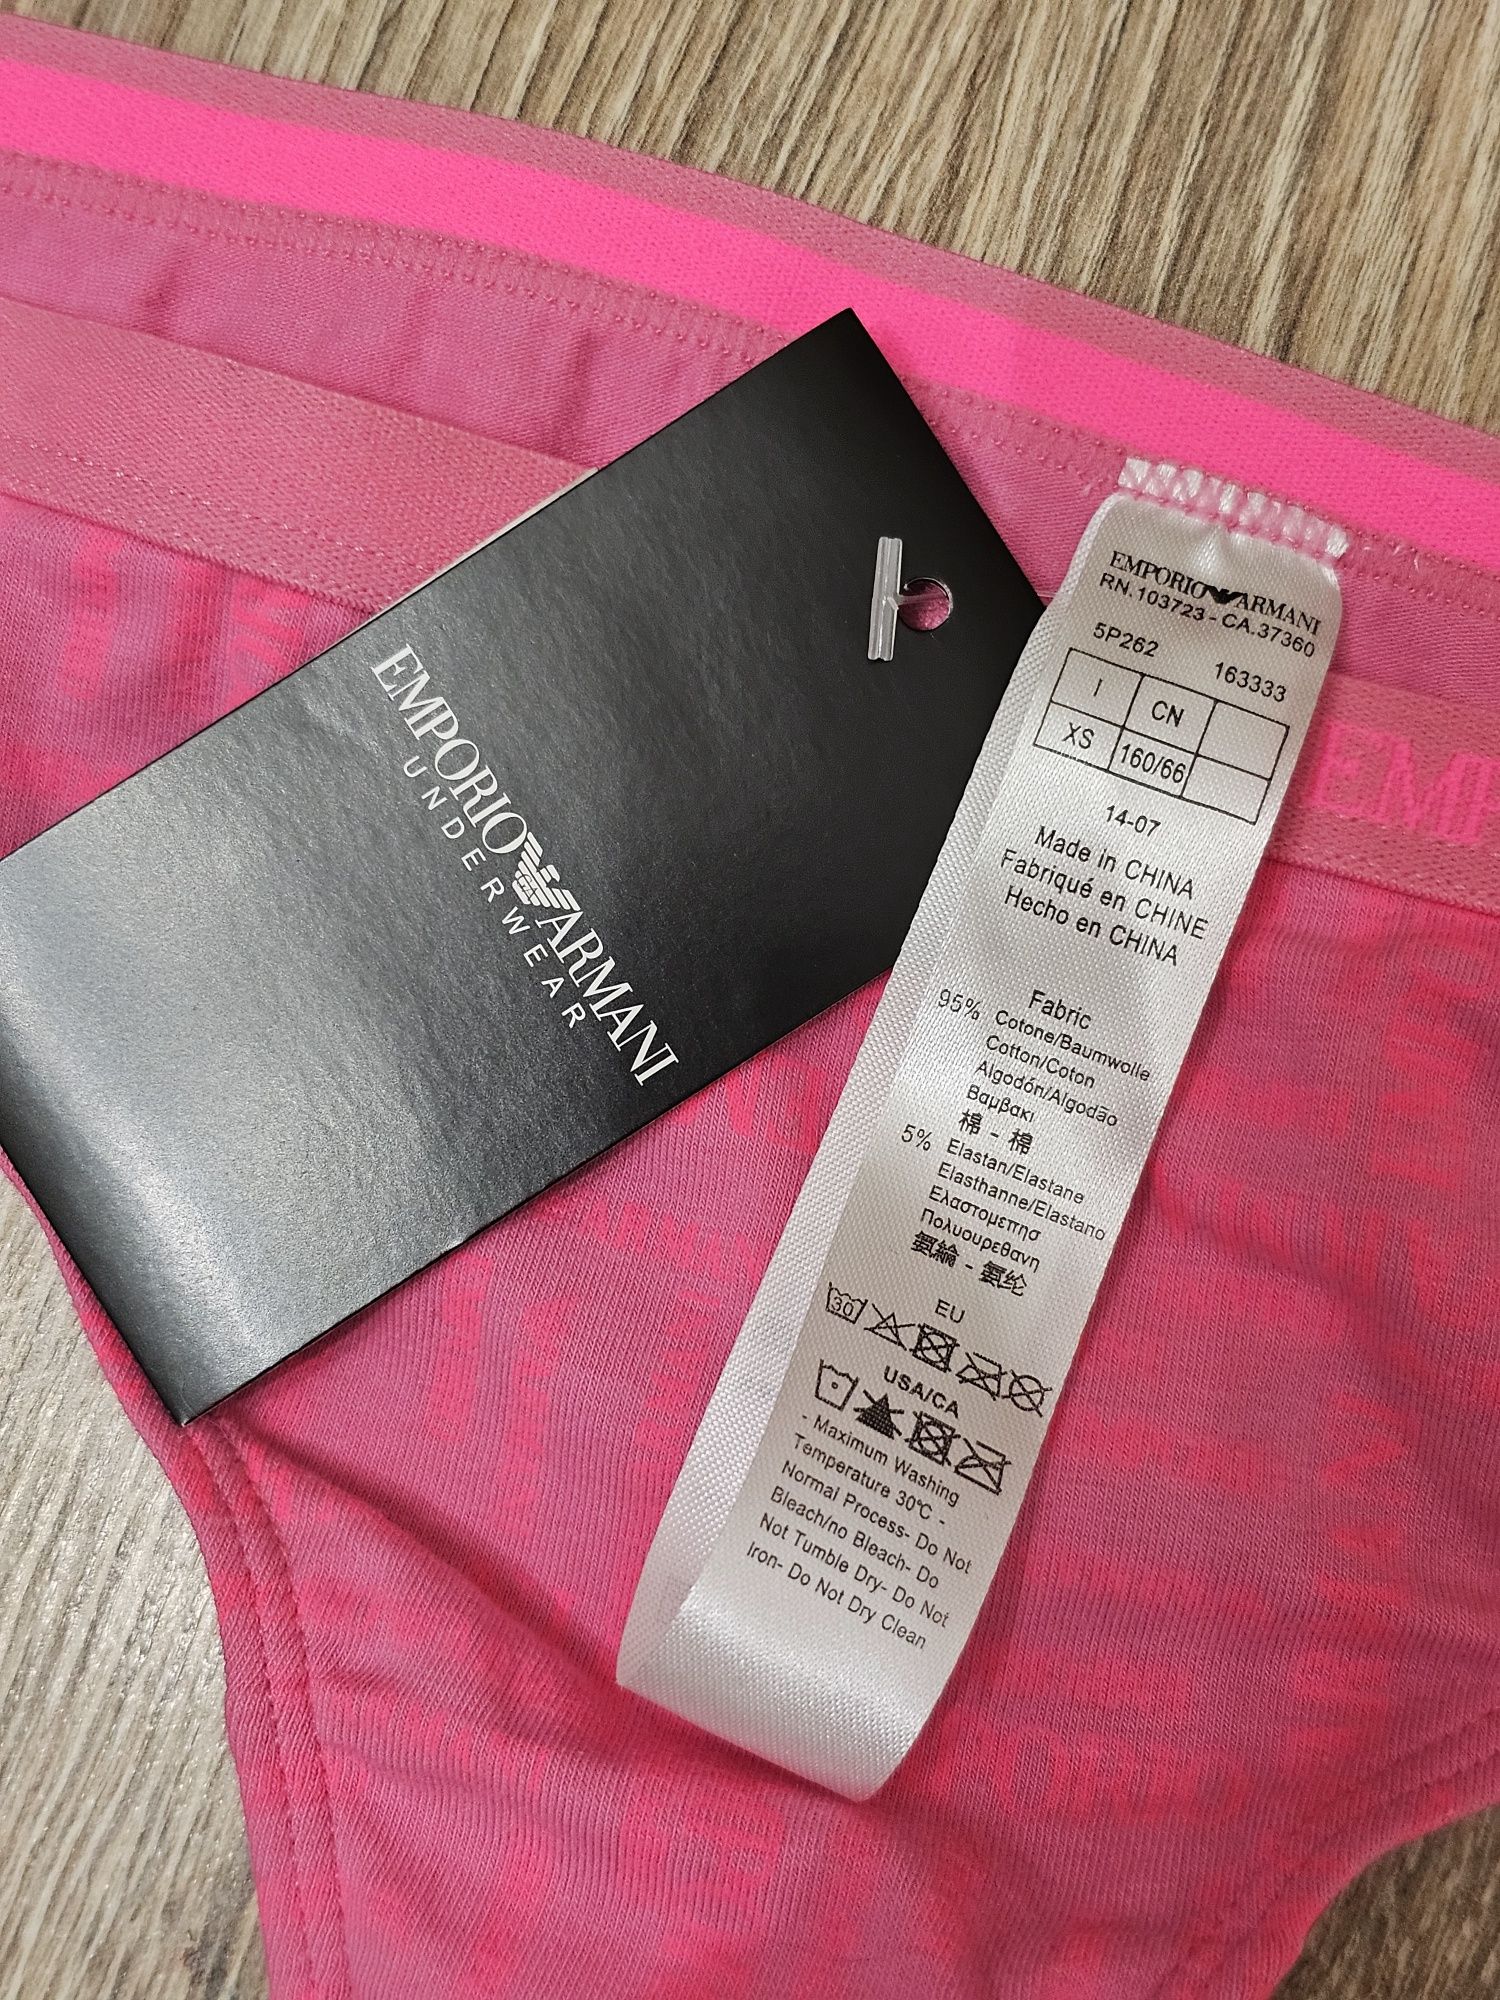 EMPORIO ARMANI
UNDERWEAR
EMPORIO ARMANI
RN.103723 - CA.37360
5P262 163333
I CN
XS 160/66
14-07
Made in CHINA
Fabriqué en CHINE
Hecho en CHINA
Fabric
95% Cotone/Baumwolle
Cotton/Coton
Algodón/Algodão
Βαμβακι
棉 - 棉
5% Elastan/Elastane
Elasthanne/Elastano
Ελαστομεπησ
Πολυουρεθανη
氨綸 - 氨纶
EU
30
USA/CA
- Maximum Washing
Temperature 30°C -
Normal Process- Do Not
Bleach/no Bleach- Do
Not Tumble Dry- Do Not
Iron- Do Not Dry Clean
EMP